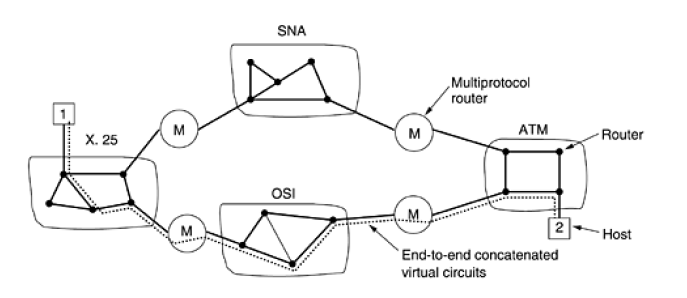 SNA
Multiprotocol
router
1
X. 25
M
M
ATM
Router
OSI
M
M
2
Host
End-to-end concatenated
virtual circuits